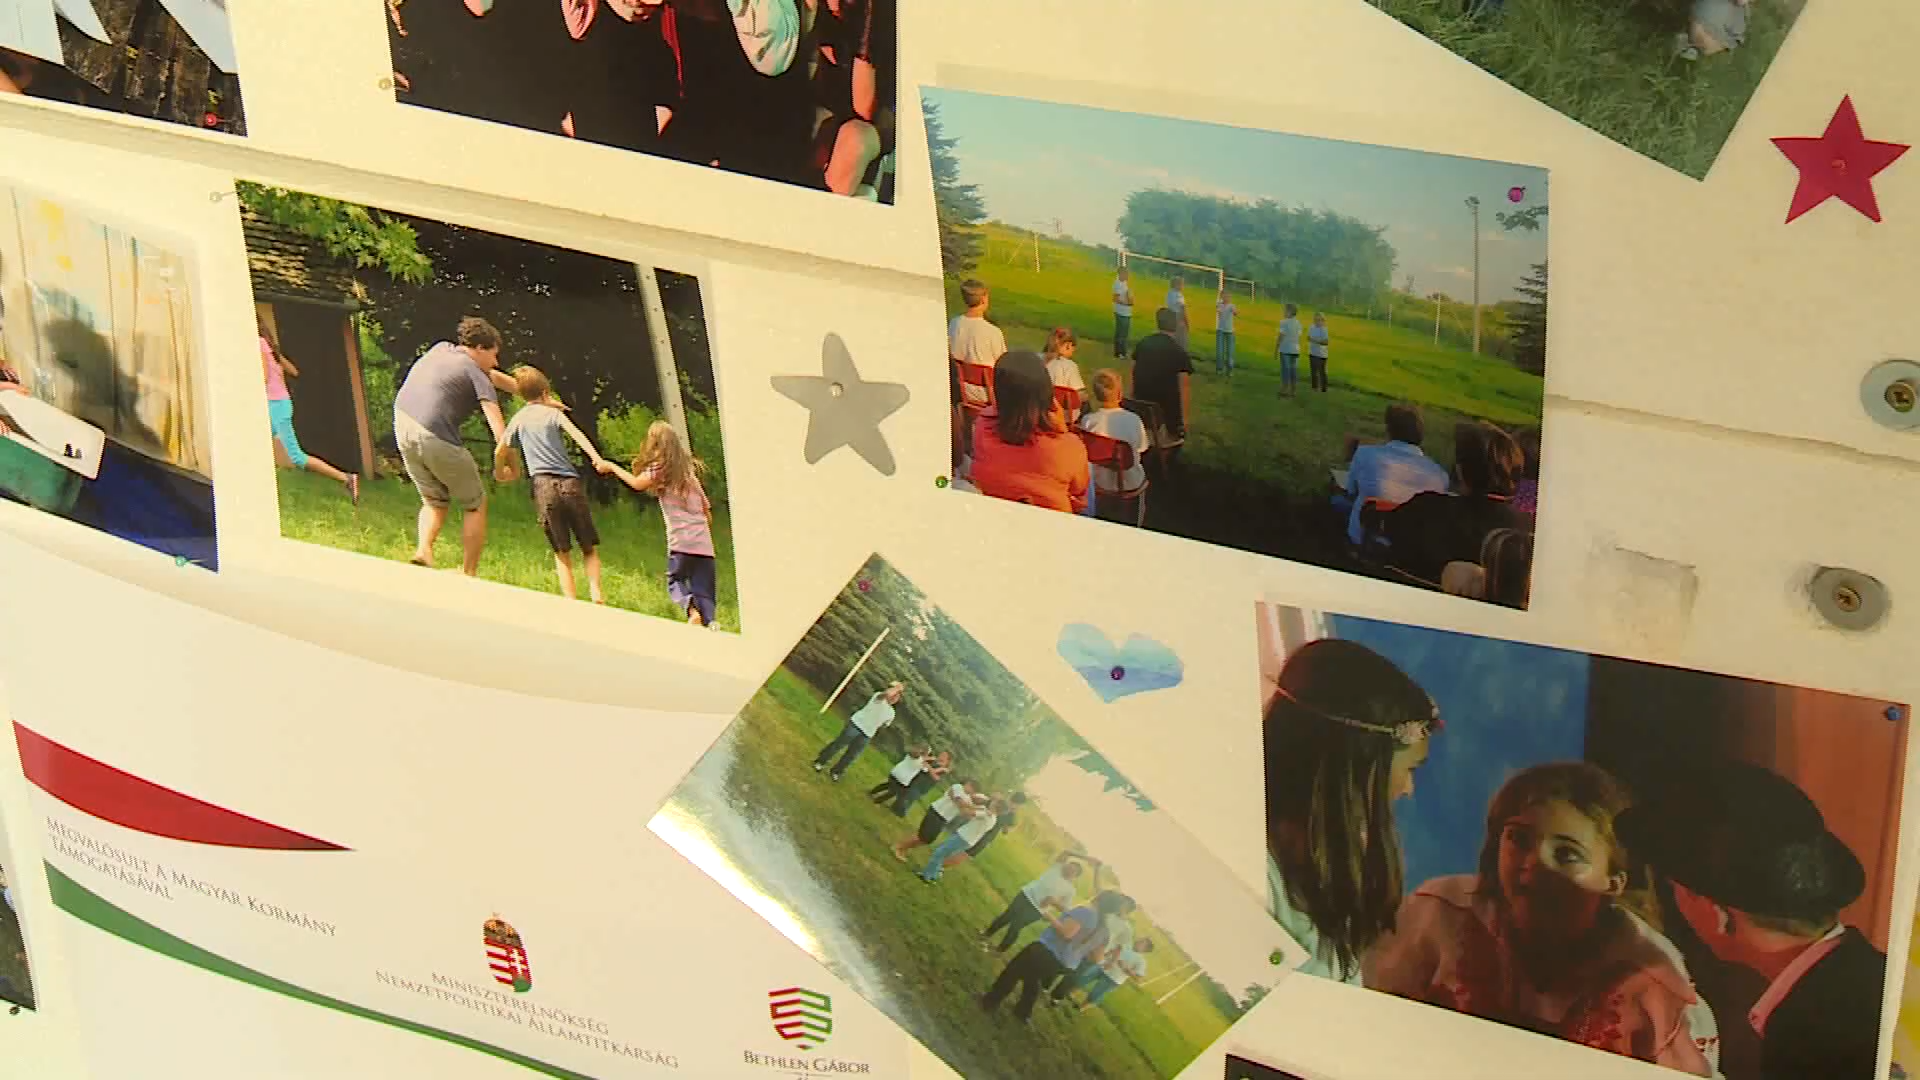 MEGVALÓSULT A MAGYAR KORMÁNY
TÁMOGATÁSÁVAL
MINISZTERELNÖKSÉG
NEMZETPOLITIKAI ÁLLAMTITKÁRSÁG
BETHLEN GÁBOR